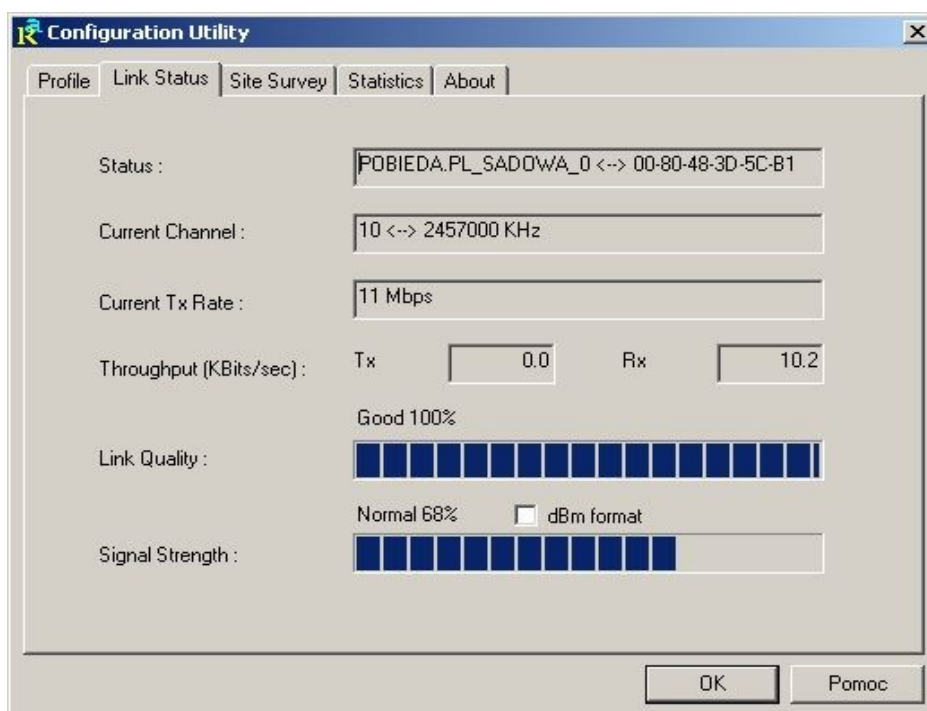 Configuration Utility
Profile Link Status Site Survey Statistics About
Status : POBIEDA.PL_SADOWA_0 <--> 00-80-48-3D-5C-B1
Current Channel : 10 <--> 2457000 KHz
Current Tx Rate : 11 Mbps
Throughput (KBits/sec) : Tx 0.0 Rx 10.2
Good 100%
Link Quality :
Normal 68% dBm format
Signal Strength :
OK Pomoc